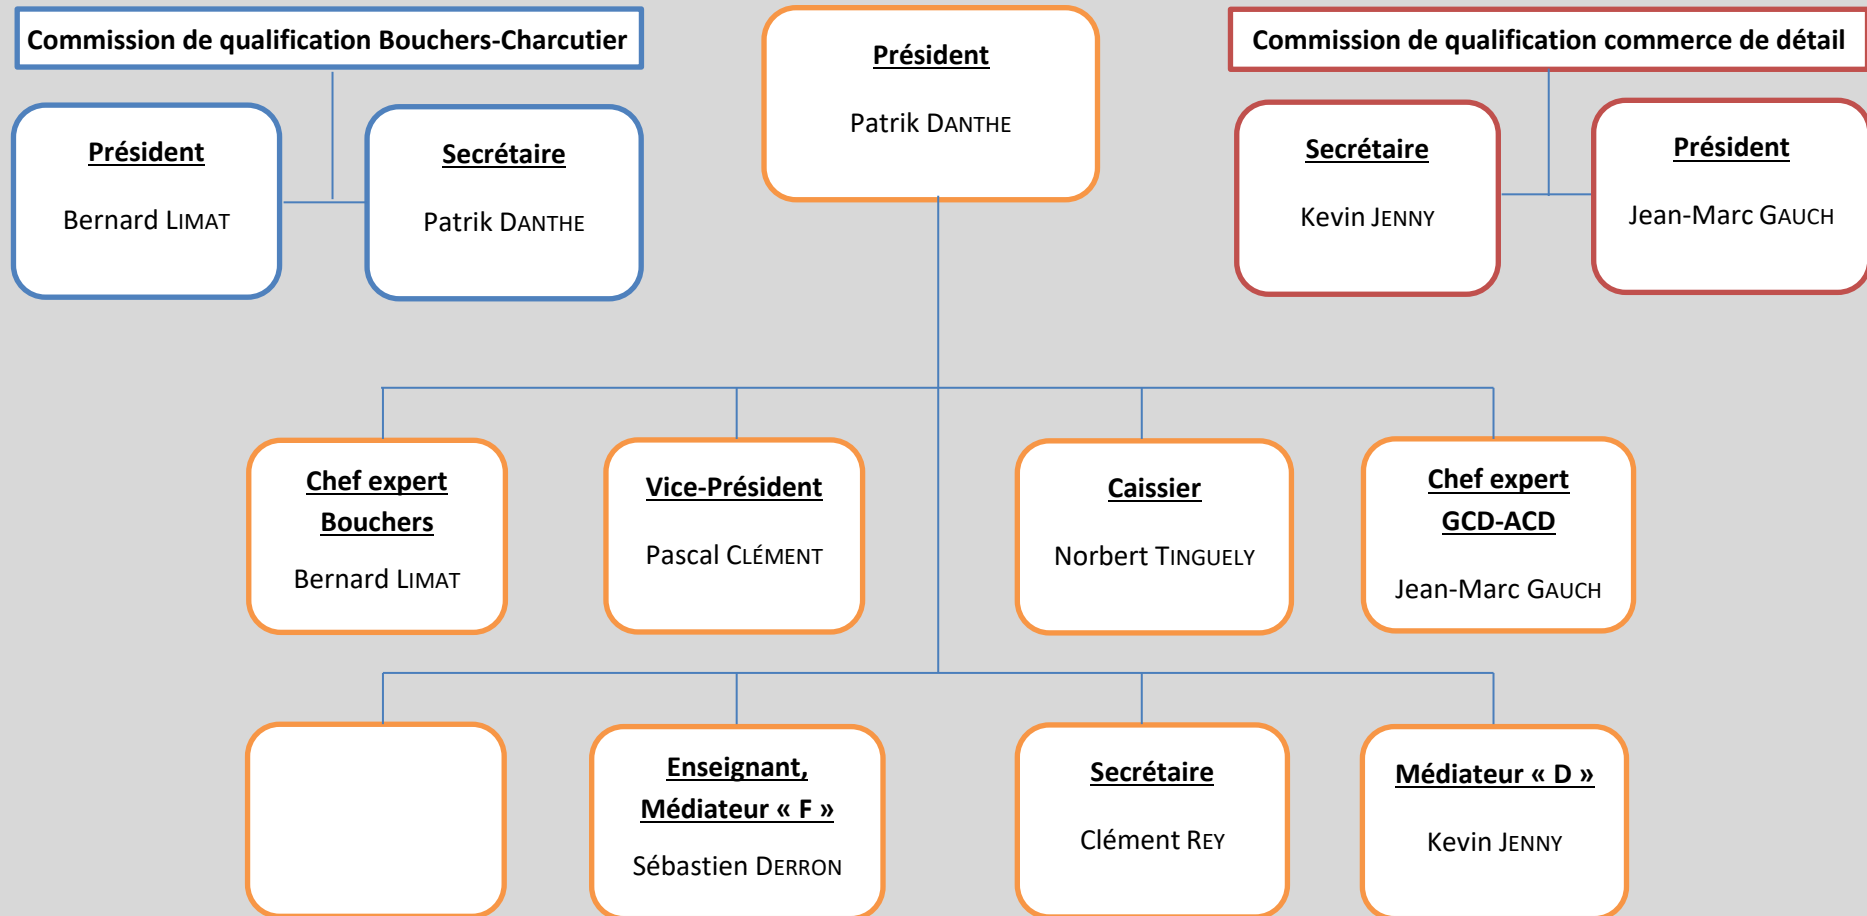 Commission de qualification Bouchers-Charcutier
Président
Bernard LIMAT
Secrétaire
Patrik DANTHE
Président
Patrik DANTHE
Commission de qualification commerce de détail
Secrétaire
Kevin JENNY
Président
Jean-Marc GAUCH
Chef expert
Bouchers
Bernard LIMAT
Vice-Président
Pascal CLÉMENT
Caissier
Norbert TINGUELY
Chef expert
GCD-ACD
Jean-Marc GAUCH
Enseignant,
Médiateur « F »
Sébastien DERRON
Secrétaire
Clément REY
Médiateur « D »
Kevin JENNY